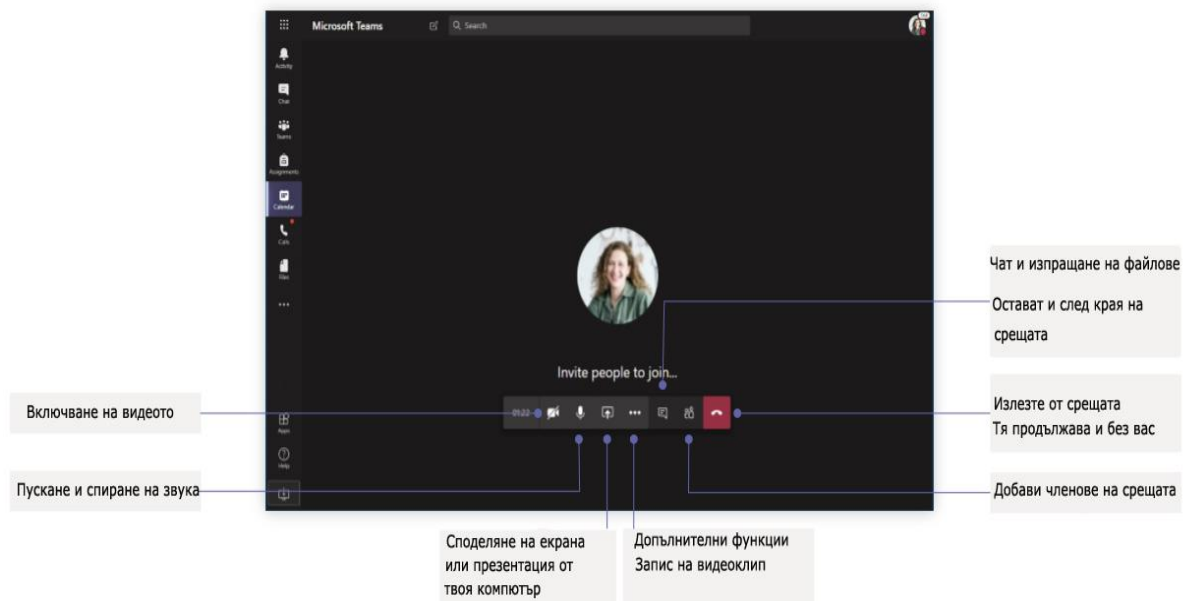 Microsoft Teams
Search
Activity
Chat
Teams
Assignments
Calendar
Calls
Files
Invite people to join...
01:22
Apps
Help
Чат и изпращане на файлове
Остават и след края на
срещата
Включване на видеото
Излезте от срещата
Тя продължава и без вас
Пускане и спиране на звука
Добави членове на срещата
Споделяне на екрана
или презентация от
твоя компютър
Допълнителни функции
Запис на видеоклип